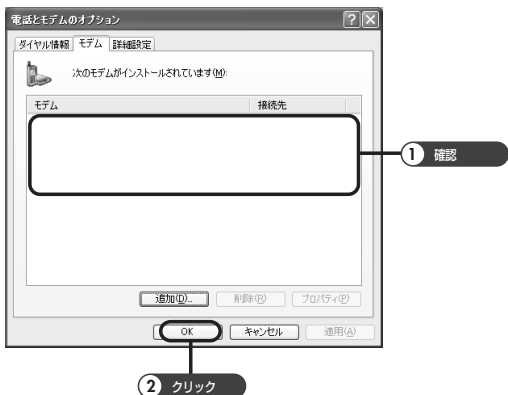 電話とモデムのオプション
ダイヤル情報 モデム 詳細設定
次のモデムがインストールされています(M):
モデム 接続先
1 確認
追加(D)... 削除(R) プロパティ(P)
OK キャンセル 適用(A)
2 クリック